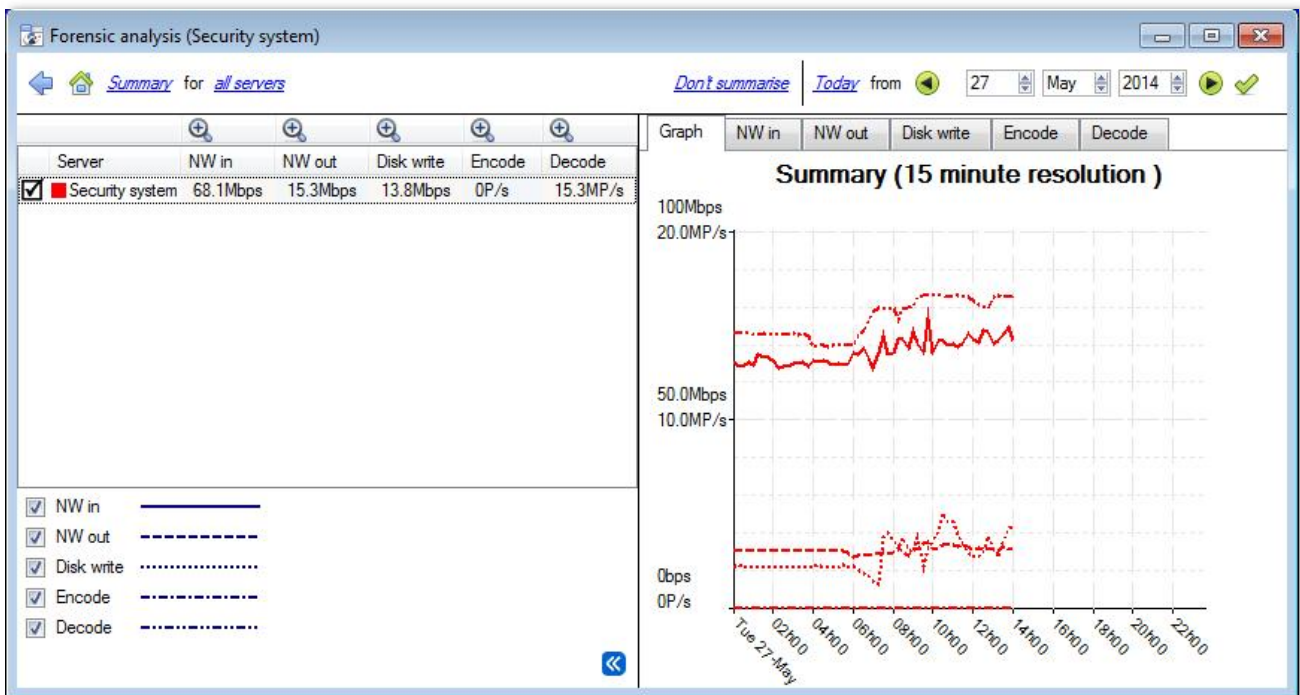 Forensic analysis (Security system)
Summary for all servers
Don't summarise Today from 27 May 2014
Server NW in NW out Disk write Encode Decode
Security system 68.1Mbps 15.3Mbps 13.8Mbps 0P/s 15.3MP/s
NW in
NW out
Disk write
Encode
Decode
Graph NW in NW out Disk write Encode Decode
Summary (15 minute resolution )
100Mbps
20.0MP/s
50.0Mbps
10.0MP/s
0bps
0P/s
Tue 27-May 02h00 04h00 06h00 08h00 10h00 12h00 14h00 16h00 18h00 20h00 22h00